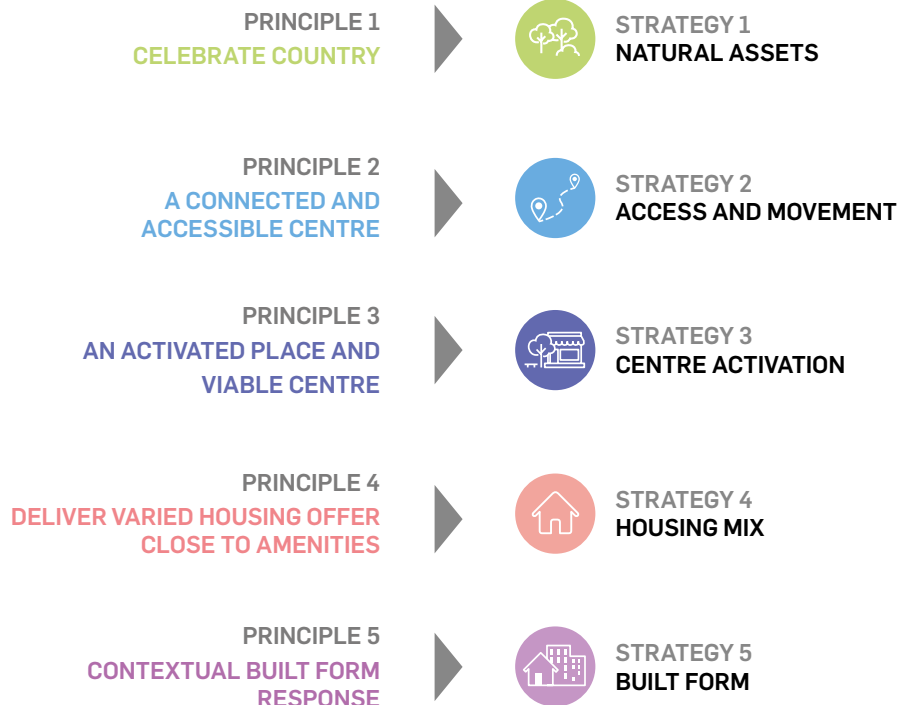 PRINCIPLE 1
CELEBRATE COUNTRY
STRATEGY 1
NATURAL ASSETS
PRINCIPLE 2
A CONNECTED AND
ACCESSIBLE CENTRE
STRATEGY 2
ACCESS AND MOVEMENT
PRINCIPLE 3
AN ACTIVATED PLACE AND
VIABLE CENTRE
STRATEGY 3
CENTRE ACTIVATION
PRINCIPLE 4
DELIVER VARIED HOUSING OFFER
CLOSE TO AMENITIES
STRATEGY 4
HOUSING MIX
PRINCIPLE 5
CONTEXTUAL BUILT FORM
RESPONSE
STRATEGY 5
BUILT FORM